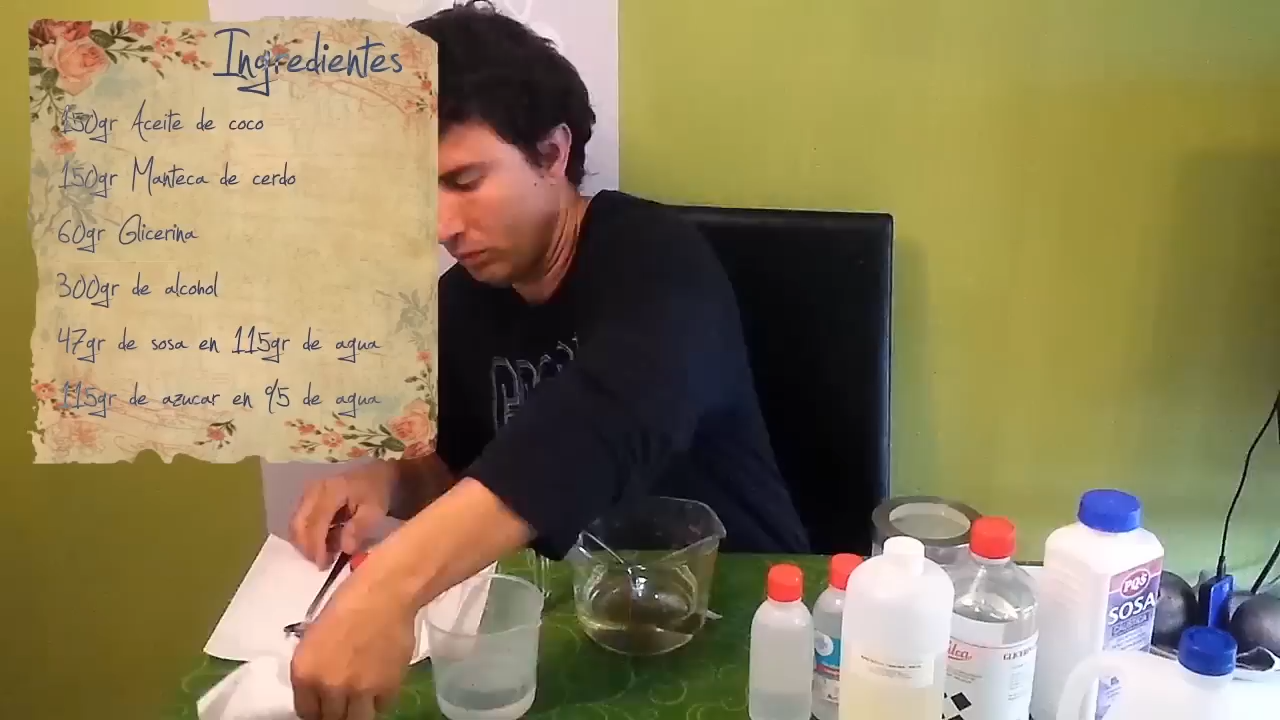 Ingredientes
150gr Aceite de coco
150gr Manteca de cerdo
60gr Glicerina
300gr de alcohol
47gr de sosa en 115gr de agua
115gr de azucar en 95 de agua
PQS
SOSA